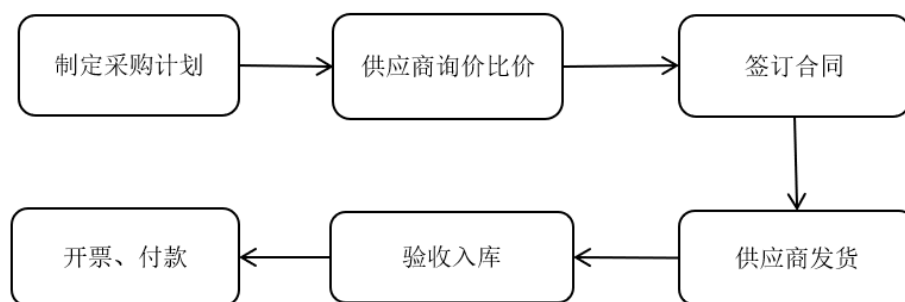 制定采购计划
供应商询价比价
签订合同
供应商发货
验收入库
开票、付款